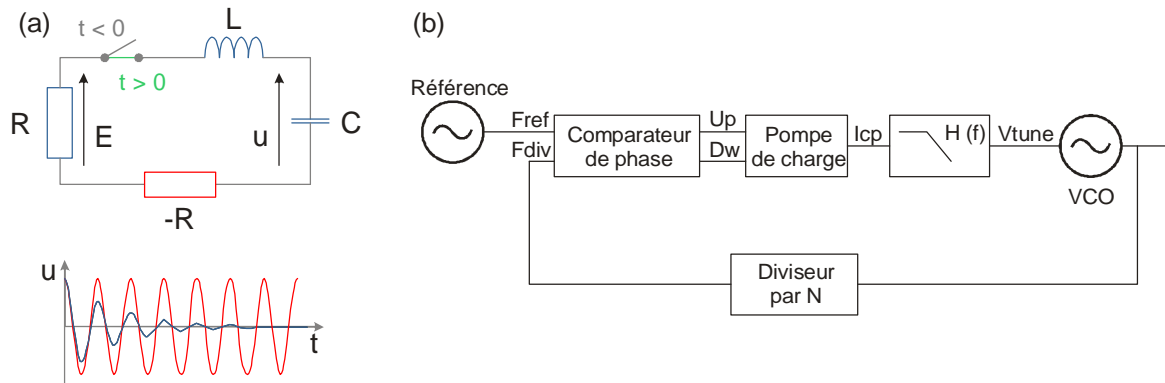 (a)
t < 0
L
t > 0
R
E
u
C
-R
u
t
(b)
Référence
Fref
Fdiv
Comparateur
de phase
Up
Dw
Pompe
de charge
Icp
H (f)
Vtune
VCO
Diviseur
par N